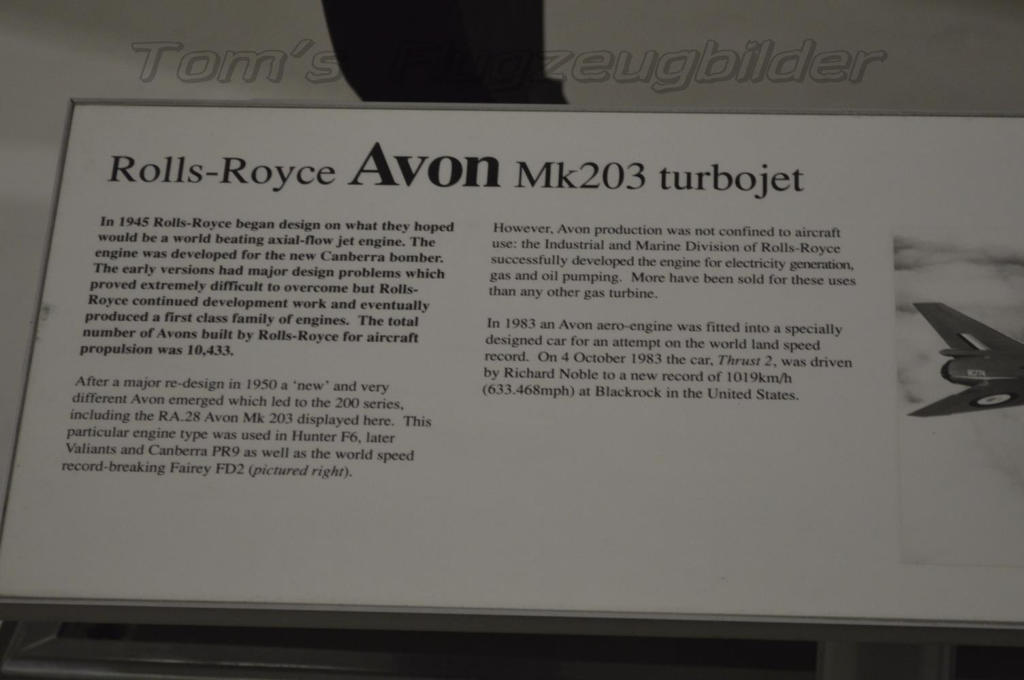 Tom's Flugzeugbilder
Rolls-Royce Avon Mk203 turbojet
In 1945 Rolls-Royce began design on what they hoped
would be a world beating axial-flow jet engine. The
engine was developed for the new Canberra bomber.
The early versions had major design problems which
proved extremely difficult to overcome but Rolls-
Royce continued development work and eventually
produced a first class family of engines. The total
number of Avons built by Rolls-Royce for aircraft
propulsion was 10,433.
After a major re-design in 1950 a 'new' and very
different Avon emerged which led to the 200 series,
including the RA.28 Avon Mk 203 displayed here. This
particular engine type was used in Hunter F6, later
Valiants and Canberra PR9 as well as the world speed
record-breaking Fairey FD2 (pictured right).
However, Avon production was not confined to aircraft
use: the Industrial and Marine Division of Rolls-Royce
successfully developed the engine for electricity generation,
gas and oil pumping. More have been sold for these uses
than any other gas turbine.
In 1983 an Avon aero-engine was fitted into a specially
designed car for an attempt on the world land speed
record. On 4 October 1983 the car, Thrust 2, was driven
by Richard Noble to a new record of 1019km/h
(633.468mph) at Blackrock in the United States.